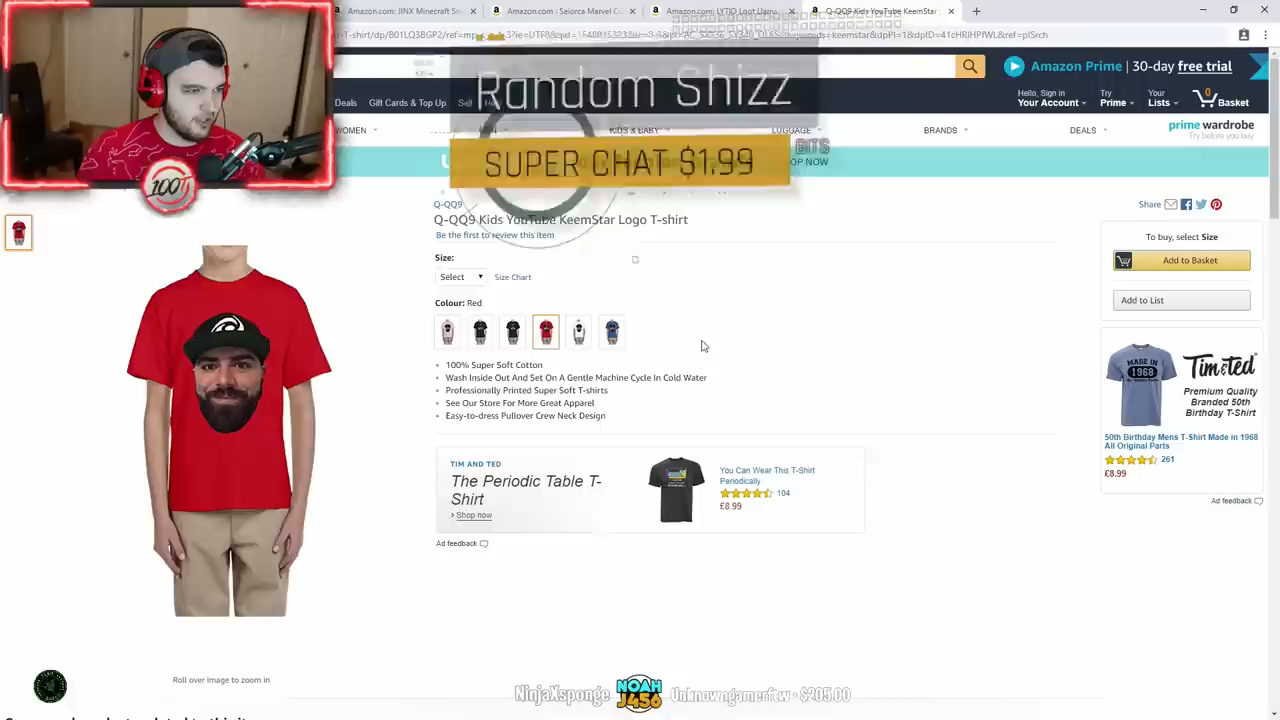 Amazon.com: JINX Minecraft Sn
Amazon.com : Seiorca Marvel Co
Amazon.com: LYTID Loot Llama
Q-QQ9 Kids YouTube KeemStar
Amazon Prime | 30-day free trial
Deals Gift Cards & Top Up Sell
Hello, Sign in
Your Account
Try
Prime
Your
Lists
0
Basket
Random Shizz
SUPER CHAT $1.99
WOMEN
KIDS & BABY
LUGGAGE
BRANDS
DEALS
prime wardrobe
Try before you buy
BITS
OP NOW
100T
Q-QQ9
Q-QQ9 Kids YouTube KeemStar Logo T-shirt
Be the first to review this item
Share
Size:
Select
Size Chart
Colour: Red
100% Super Soft Cotton
Wash Inside Out And Set On A Gentle Machine Cycle In Cold Water
Professionally Printed Super Soft T-shirts
See Our Store For More Great Apparel
Easy-to-dress Pullover Crew Neck Design
To buy, select Size
Add to Basket
Add to List
MADE IN
1968
Tim&ted
Premium Quality
Branded 50th
Birthday T-Shirt
50th Birthday Mens T-Shirt Made in 1968
All Original Parts
261
£8.99
Ad feedback
TIM AND TED
The Periodic Table T-
Shirt
Shop now
You Can Wear This T-Shirt
Periodically
104
£8.99
Ad feedback
Roll over image to zoom in
NinjaXsponge
NOAH
J456
Unknowngamerftw - $205.00